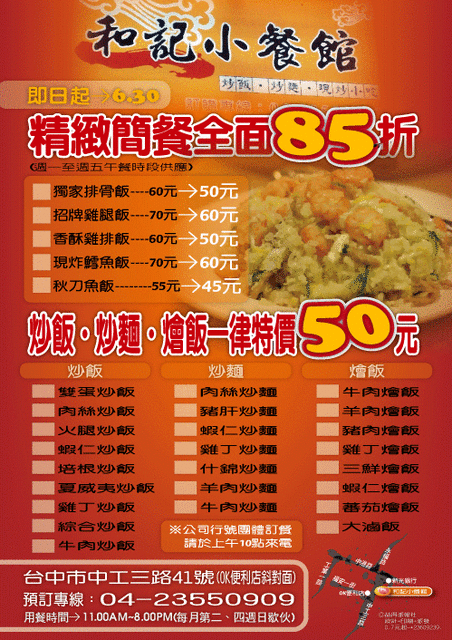 和記小餐館
炒飯·炒麵·現炒小吃
即日起→6.30
精緻簡餐全面85折
(週一至週五午餐時段供應)
獨家排骨飯----60元→50元
招牌雞腿飯----70元→60元
香酥雞排飯----60元→50元
現炸鱈魚飯----70元→60元
秋刀魚飯--------55元→45元
炒飯·炒麵·燴飯一律特價50元
炒飯 炒麵 燴飯
雙蛋炒飯 肉絲炒麵 牛肉燴飯
肉絲炒飯 豬肝炒麵 羊肉燴飯
火腿炒飯 蝦仁炒麵 豬肉燴飯
蝦仁炒飯 雞丁炒麵 雞丁燴飯
培根炒飯 什錦炒麵 三鮮燴飯
夏威夷炒飯 羊肉炒麵 蝦仁燴飯
雞丁炒飯 牛肉炒麵 蕃茄燴飯
綜合炒飯 大滷飯
牛肉炒飯
※公司行號團體訂餐
請於上午10點來電
台中市中工三路41號(OK便利店斜對面)
預訂專線:04-23550909
用餐時間→11.00AM~8.00PM(每月第二、四週日歇伙)
OK便利店
和記小餐館